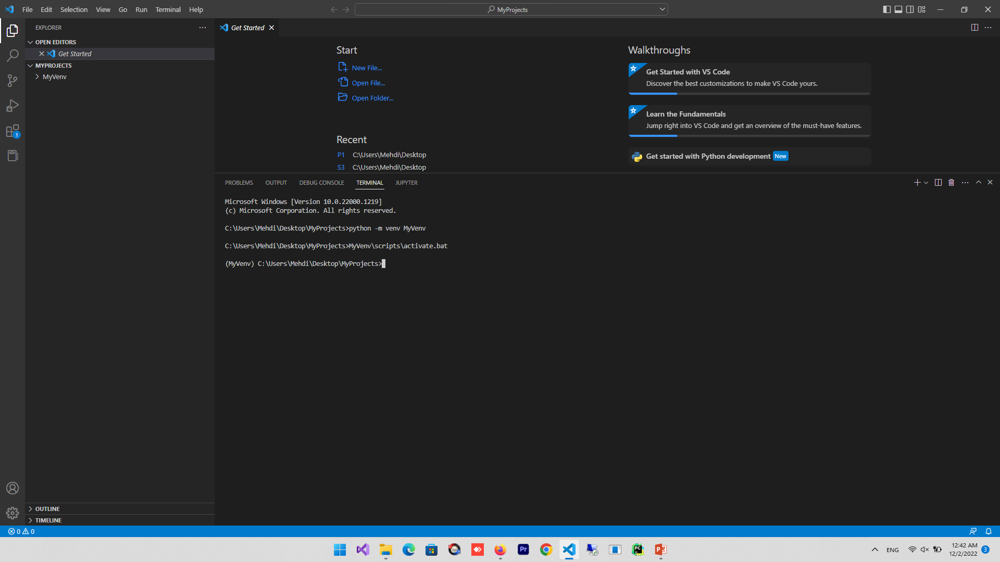 File Edit Selection View Go Run Terminal Help
MyProjects
EXPLORER
OPEN EDITORS
Get Started
MYPROJECTS
MyVenv
OUTLINE
TIMELINE
Get Started
Start
New File...
Open File...
Open Folder...
Recent
P1 C:\Users\Mehdi\Desktop
S3 C:\Users\Mehdi\Desktop
Walkthroughs
Get Started with VS Code
Discover the best customizations to make VS Code yours.
Learn the Fundamentals
Jump right into VS Code and get an overview of the must-have features.
Get started with Python development New
PROBLEMS OUTPUT DEBUG CONSOLE TERMINAL JUPYTER
Microsoft Windows [Version 10.0.22000.1219]
(c) Microsoft Corporation. All rights reserved.
C:\Users\Mehdi\Desktop\MyProjects>python -m venv MyVenv
C:\Users\Mehdi\Desktop\MyProjects>MyVenv\scripts\activate.bat
(MyVenv) C:\Users\Mehdi\Desktop\MyProjects>
1
0 0
Pr
PC
P
ENG
12:42 AM
12/2/2022
3